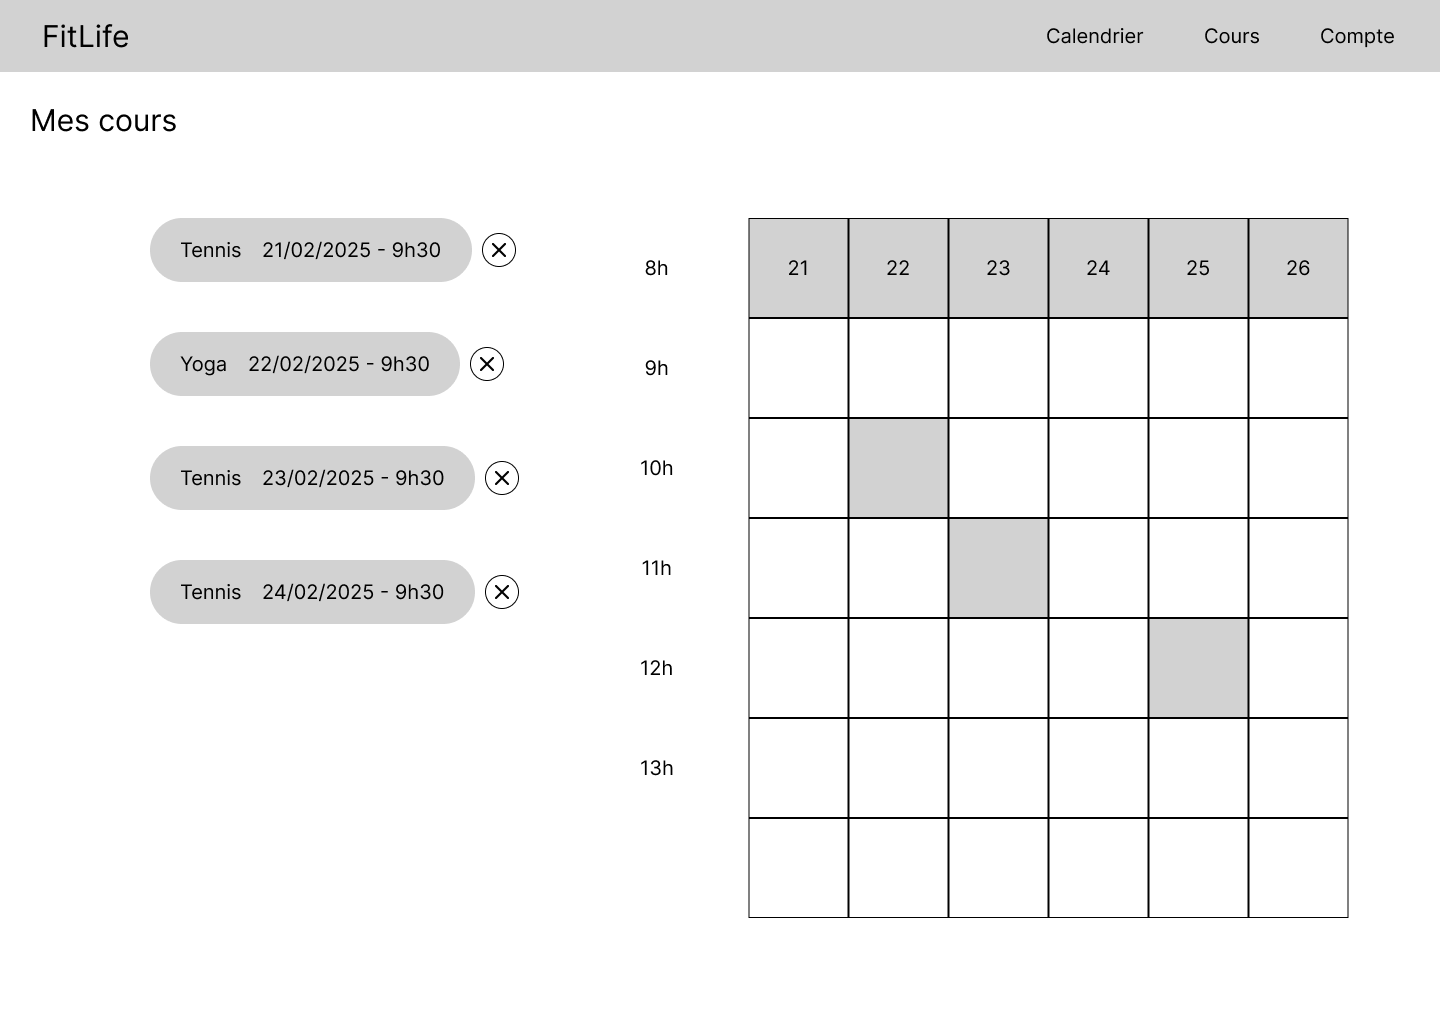 FitLife Calendrier Cours Compte
Mes cours
Tennis 21/02/2025 - 9h30
Yoga 22/02/2025 - 9h30
Tennis 23/02/2025 - 9h30
Tennis 24/02/2025 - 9h30
21 22 23 24 25 26
8h
9h
10h
11h
12h
13h